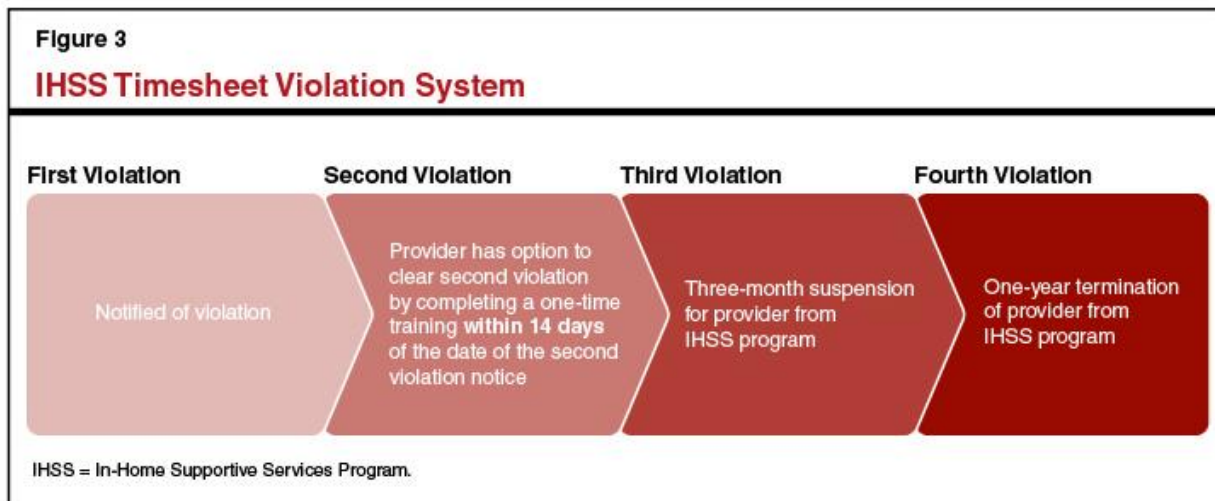 Figure 3
IHSS Timesheet Violation System
First Violation
Notified of violation
Second Violation
Provider has option to
clear second violation
by completing a one-time
training within 14 days
of the date of the second
violation notice
Third Violation
Three-month suspension
for provider from
IHSS program
Fourth Violation
One-year termination
of provider from
IHSS program
IHSS = In-Home Supportive Services Program.